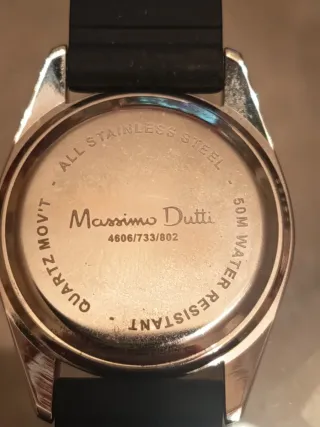 ALL STAINLESS STEEL - 50M WATER RESISTANT - QUARTZ MOV'T -
Massimo Dutti
4606/733/802